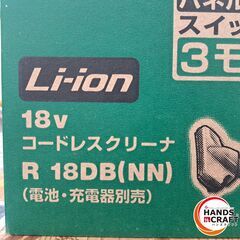 パネル
スイッ
3モ
Li-ion
18v
コードレスクリーナ
R 18DB(NN)
(電池・充電器別売)
HANDS
CRAFT